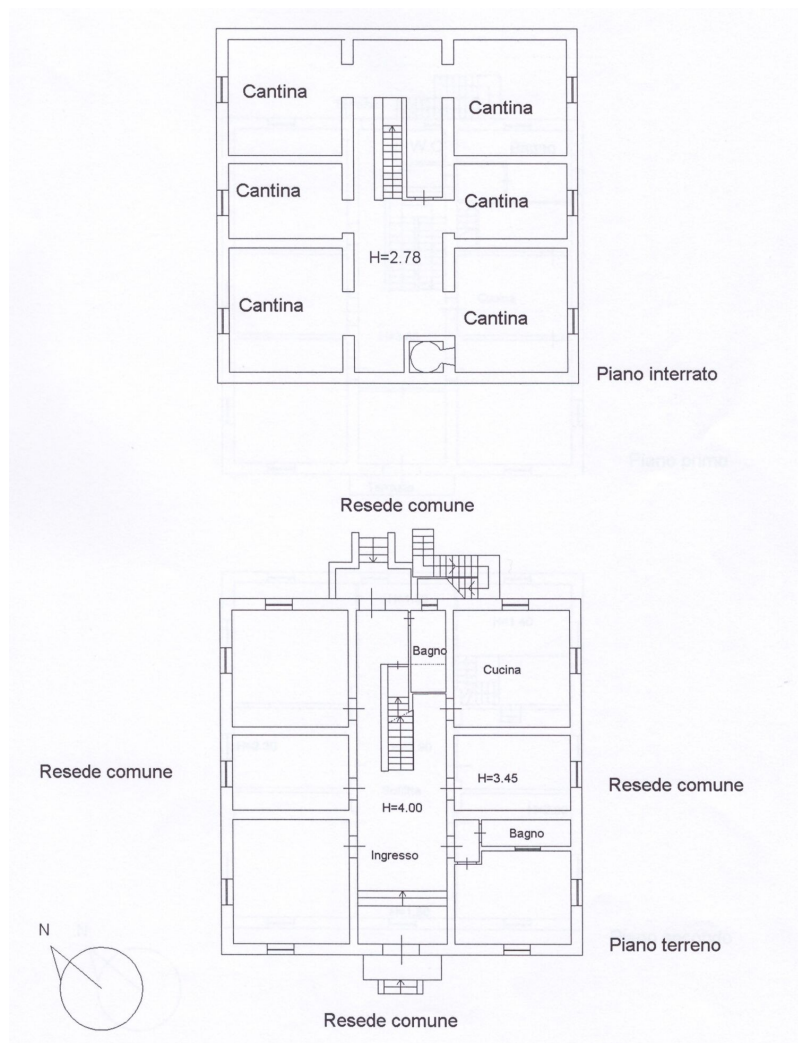 Cantina
Cantina
Cantina
Cantina
H=2.78
Cantina
Cantina
Piano interrato
Resede comune
Bagno
Cucina
Resede comune
H=3.45
Resede comune
H=4.00
Bagno
Ingresso
N
Piano terreno
Resede comune